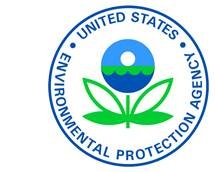 UNITED STATES
ENVIRONMENTAL PROTECTION AGENCY